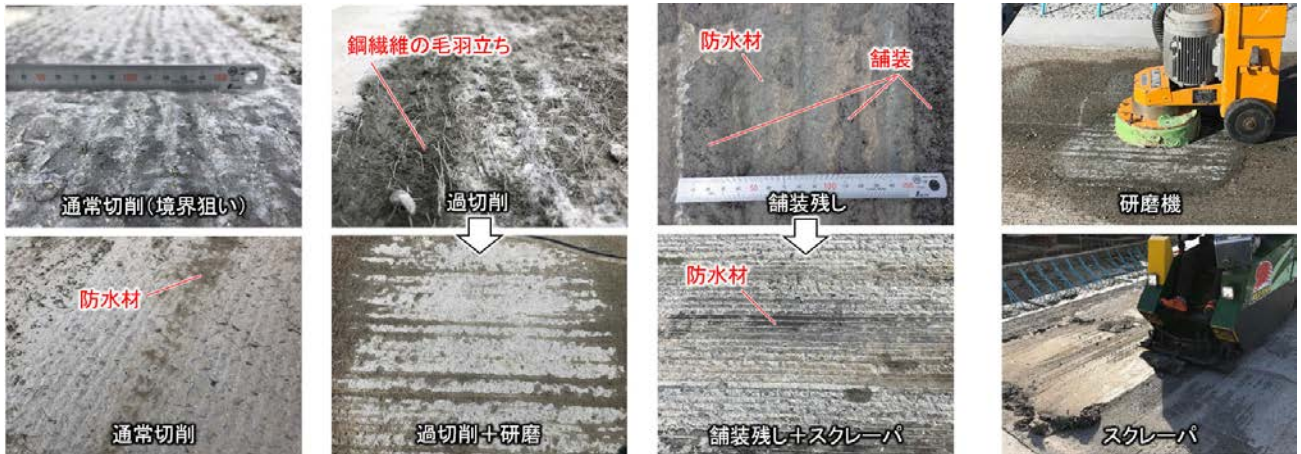 通常切削(境界狙い)
鋼繊維の毛羽立ち
過切削
防水材
舗装
舗装残し
研磨機
防水材
通常切削
過切削+研磨
防水材
舗装残し+スクレーパ
スクレーパ